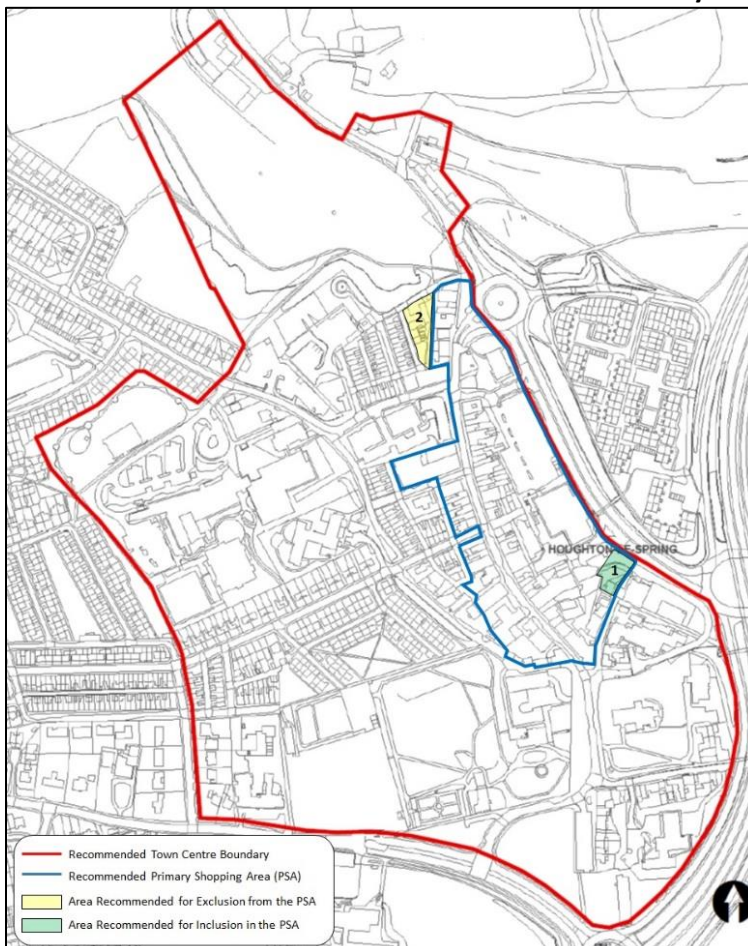 2
HOUGHTON-LE-SPRING
1
Recommended Town Centre Boundary
Recommended Primary Shopping Area (PSA)
Area Recommended for Exclusion from the PSA
Area Recommended for Inclusion in the PSA